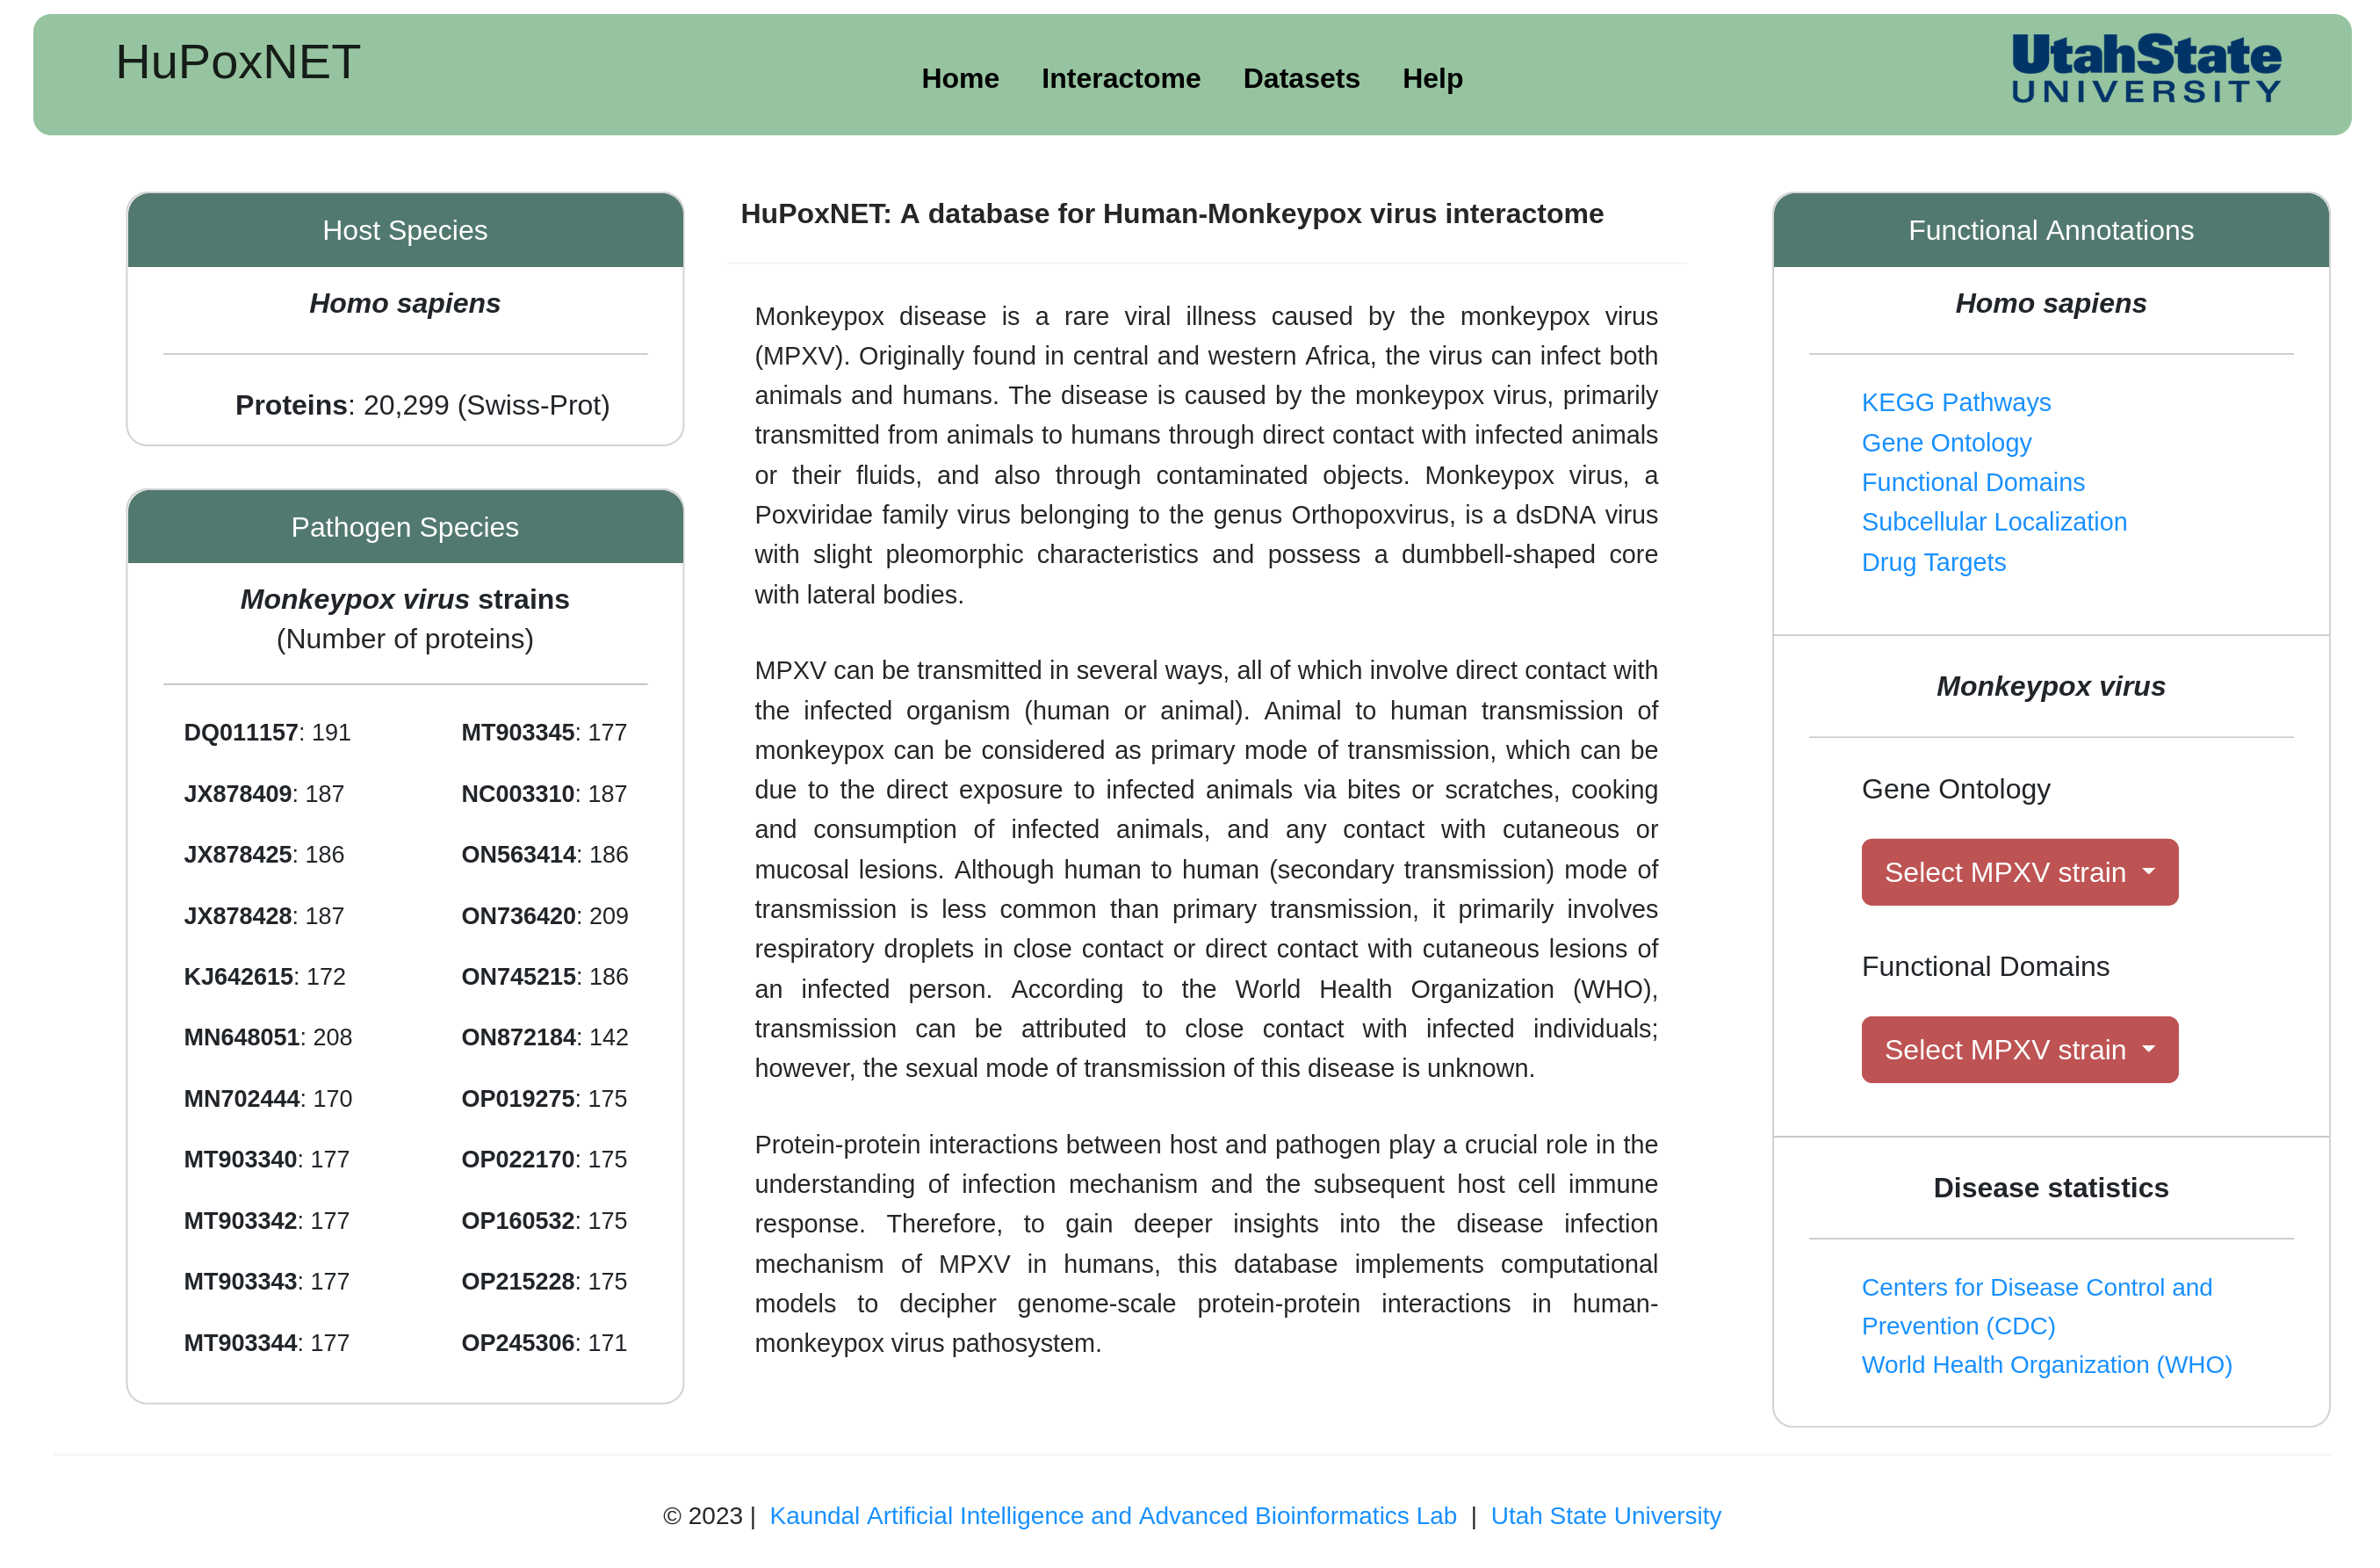 HuPoxNET
Home Interactome Datasets Help
UtahState
UNIVERSITY
Host Species
Homo sapiens
Proteins: 20,299 (Swiss-Prot)
Pathogen Species
Monkeypox virus strains
(Number of proteins)
DQ011157: 191 MT903345: 177
JX878409: 187 NC003310: 187
JX878425: 186 ON563414: 186
JX878428: 187 ON736420: 209
KJ642615: 172 ON745215: 186
MN648051: 208 ON872184: 142
MN702444: 170 OP019275: 175
MT903340: 177 OP022170: 175
MT903342: 177 OP160532: 175
MT903343: 177 OP215228: 175
MT903344: 177 OP245306: 171
HuPoxNET: A database for Human-Monkeypox virus interactome
Monkeypox disease is a rare viral illness caused by the monkeypox virus
(MPXV). Originally found in central and western Africa, the virus can infect both
animals and humans. The disease is caused by the monkeypox virus, primarily
transmitted from animals to humans through direct contact with infected animals
or their fluids, and also through contaminated objects. Monkeypox virus, a
Poxviridae family virus belonging to the genus Orthopoxvirus, is a dsDNA virus
with slight pleomorphic characteristics and possess a dumbbell-shaped core
with lateral bodies.
MPXV can be transmitted in several ways, all of which involve direct contact with
the infected organism (human or animal). Animal to human transmission of
monkeypox can be considered as primary mode of transmission, which can be
due to the direct exposure to infected animals via bites or scratches, cooking
and consumption of infected animals, and any contact with cutaneous or
mucosal lesions. Although human to human (secondary transmission) mode of
transmission is less common than primary transmission, it primarily involves
respiratory droplets in close contact or direct contact with cutaneous lesions of
an infected person. According to the World Health Organization (WHO),
transmission can be attributed to close contact with infected individuals;
however, the sexual mode of transmission of this disease is unknown.
Protein-protein interactions between host and pathogen play a crucial role in the
understanding of infection mechanism and the subsequent host cell immune
response. Therefore, to gain deeper insights into the disease infection
mechanism of MPXV in humans, this database implements computational
models to decipher genome-scale protein-protein interactions in human-
monkeypox virus pathosystem.
Functional Annotations
Homo sapiens
KEGG Pathways
Gene Ontology
Functional Domains
Subcellular Localization
Drug Targets
Monkeypox virus
Gene Ontology
Select MPXV strain
Functional Domains
Select MPXV strain
Disease statistics
Centers for Disease Control and
Prevention (CDC)
World Health Organization (WHO)
© 2023 | Kaundal Artificial Intelligence and Advanced Bioinformatics Lab | Utah State University